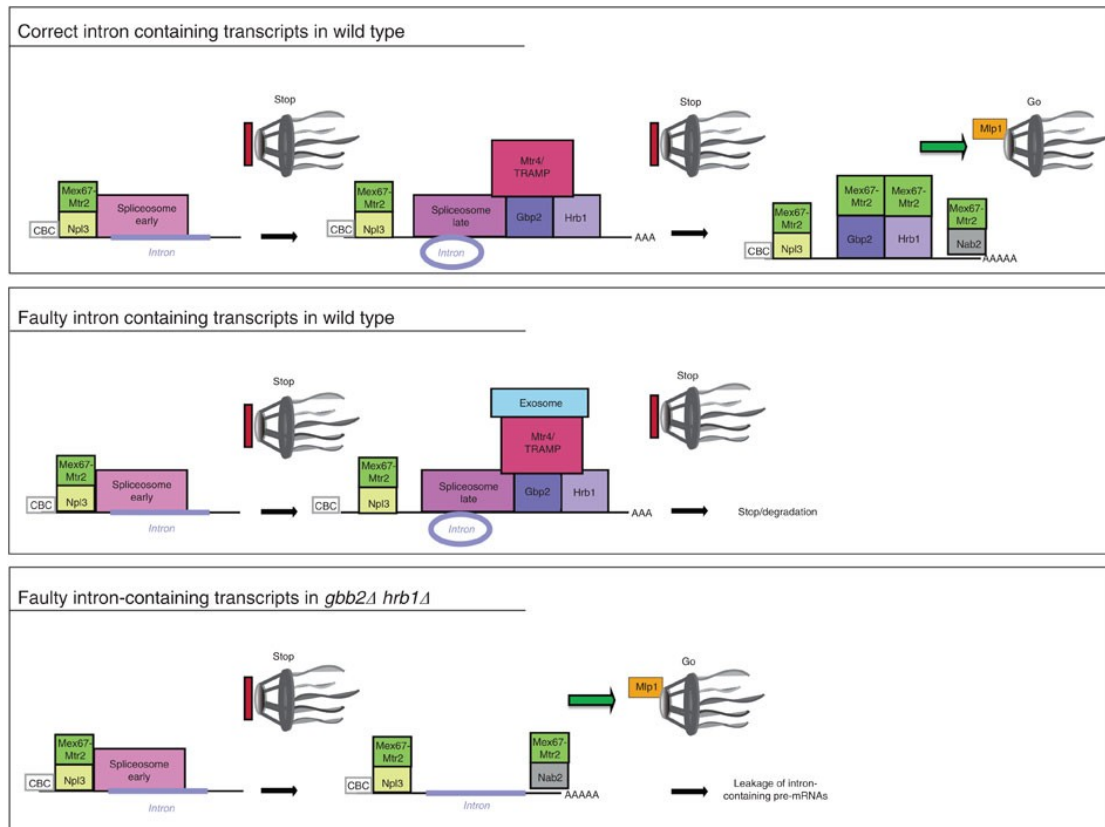 Correct intron containing transcripts in wild type
Stop
Stop
Go
Mlp1
Mex67-
Mtr2
CBC
Npl3
Spliceosome
early
Intron
Mex67-
Mtr2
CBC
Npl3
Spliceosome
late
Mtr4/
TRAMP
Gbp2
Hrb1
Intron
AAA
Mex67-
Mtr2
CBC
Npl3
Mex67-
Mtr2
Mex67-
Mtr2
Gbp2
Hrb1
Mex67-
Mtr2
Nab2
AAAAA
Faulty intron containing transcripts in wild type
Stop
Stop
Mex67-
Mtr2
CBC
Npl3
Spliceosome
early
Intron
Mex67-
Mtr2
CBC
Npl3
Spliceosome
late
Exosome
Mtr4/
TRAMP
Gbp2
Hrb1
Intron
AAA
Stop/degradation
Faulty intron-containing transcripts in gbb2Δ hrb1Δ
Stop
Go
Mlp1
Mex67-
Mtr2
CBC
Npl3
Spliceosome
early
Intron
Mex67-
Mtr2
CBC
Npl3
Intron
Mex67-
Mtr2
Nab2
AAAAA
Leakage of intron-
containing pre-mRNAs